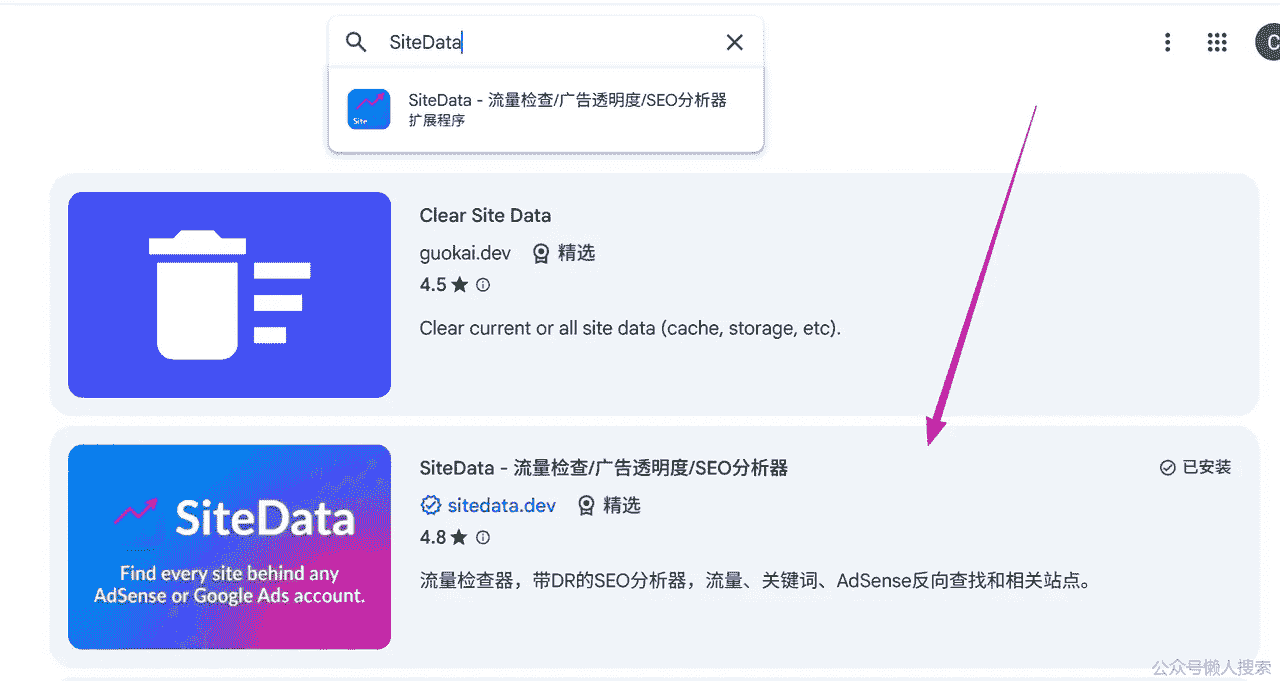 SiteData
SiteData - 流量检查/广告透明度/SEO分析器
Site
扩展程序
C
Clear Site Data
guokai.dev 精选
4.5
Clear current or all site data (cache, storage, etc).
SiteData - 流量检查/广告透明度/SEO分析器
已安装
sitedata.dev 精选
4.8
流量检查器，带DR的SEO分析器，流量、关键词、AdSense反向查找和相关站点。
SiteData
Find every site behind any
AdSense or Google Ads account.
公众号懒人搜索